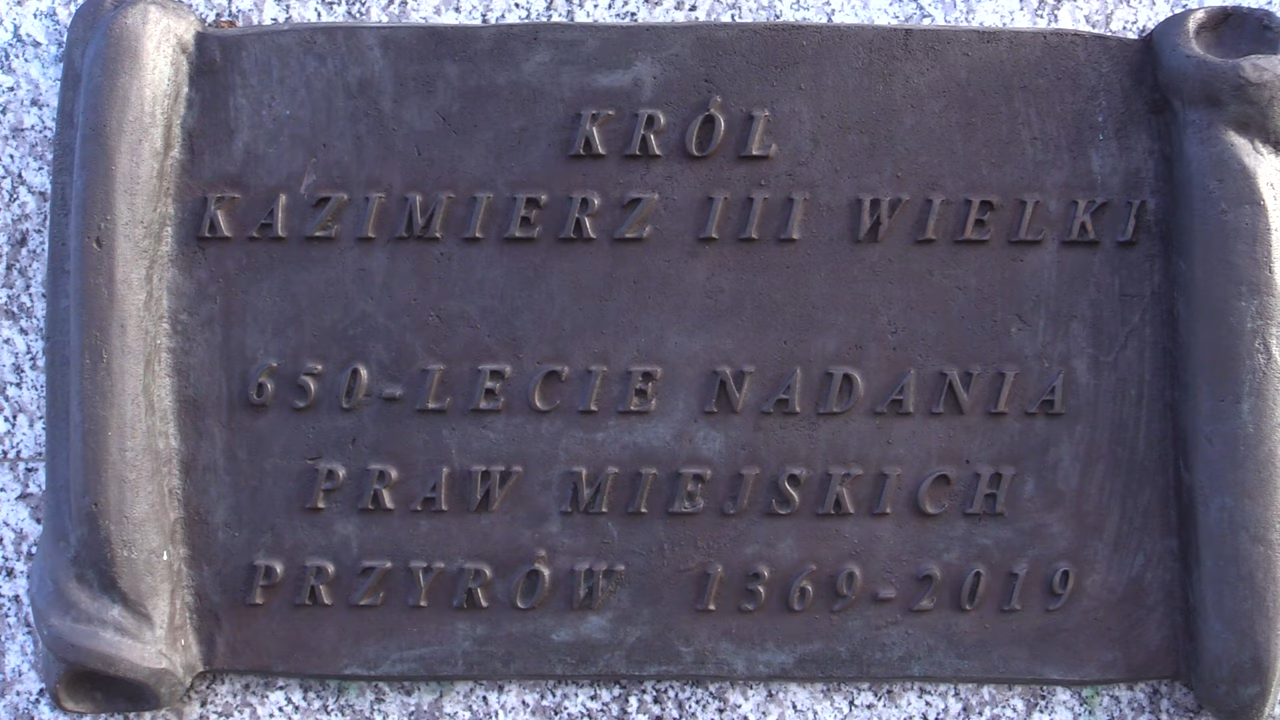 KRÓL
KAZIMIERZ III WIELKI
650-LECIE NADANIA
PRAW MIEJSKICH
PRZYRÓW 1369-2019